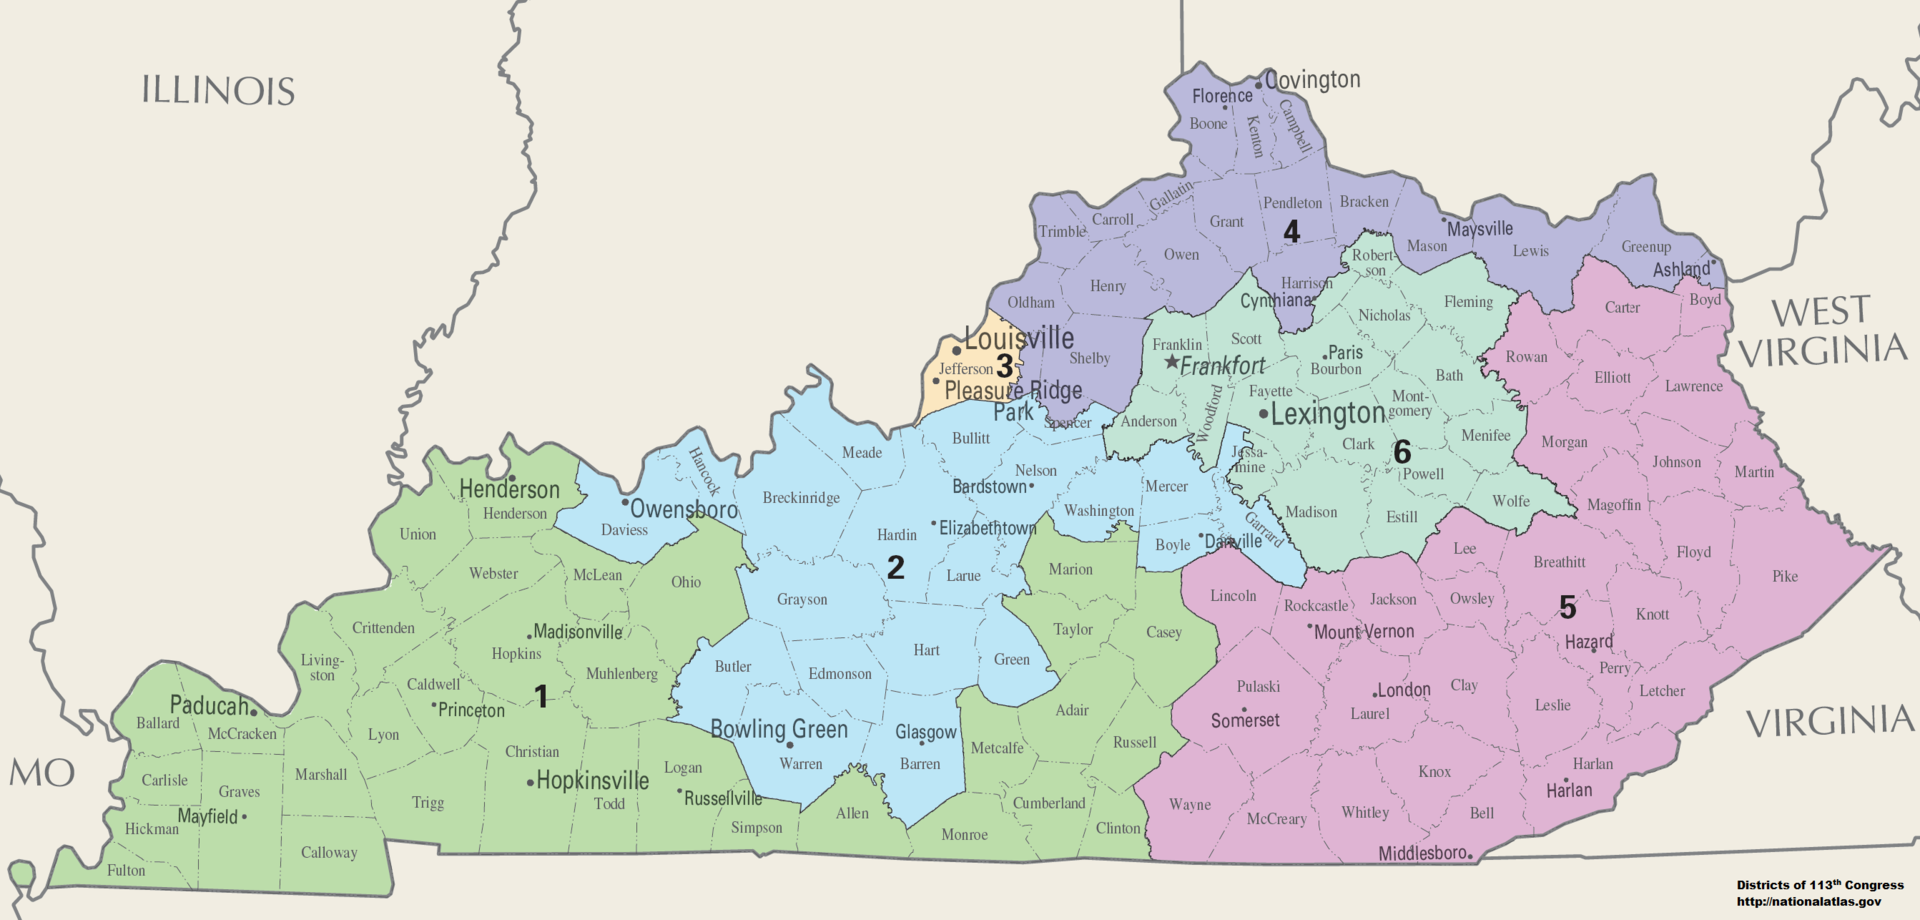 ILLINOIS
Covington
Florence
Boone
Kenton
Campbell
Gallatin
Carroll
Trimble
Grant
Pendleton
4
Bracken
Owen
Mason
Maysville
Lewis
Greenup
Ashland
Boyd
Carter
WEST
VIRGINIA
Henry
Oldham
Harrison
Cynthiana
Robert-
son
Nicholas
Fleming
Louisville
3
Jefferson
Shelby
Pleasure Ridge
Park
Spencer
Franklin
Frankfort
Scott
Paris
Bourbon
Bath
Rowan
Elliott
Lawrence
Fayette
Lexington
Mont-
gomery
Menifee
Morgan
Johnson
Martin
Anderson
Woodford
Jessa-
mine
Clark
6
Powell
Wolfe
Magoffin
Bullitt
Meade
Hancock
Nelson
Bardstown
Breckinridge
Mercer
Washington
Madison
Estill
Garrard
Henderson
Henderson
Union
Owensboro
Daviess
Hardin
Elizabethtown
2
Larue
Boyle
Danville
Lee
Breathitt
Floyd
Pike
Webster
McLean
Ohio
Grayson
Marion
Lincoln
Rockcastle
Jackson
Owsley
5
Knott
Crittenden
Madisonville
Hopkins
Muhlenberg
Taylor
Casey
Mount Vernon
Hazard
Perry
Living-
ston
Caldwell
Princeton
1
Butler
Edmonson
Hart
Green
Pulaski
Somerset
London
Laurel
Clay
Leslie
Letcher
VIRGINIA
Paducah
Ballard
McCracken
Lyon
Christian
Bowling Green
Warren
Glasgow
Barren
Metcalfe
Adair
Russell
MO
Carlisle
Graves
Marshall
Hopkinsville
Todd
Logan
Russellville
Knox
Harlan
Harlan
Mayfield
Hickman
Trigg
Simpson
Allen
Monroe
Cumberland
Clinton
Wayne
McCreary
Whitley
Bell
Fulton
Calloway
Middlesboro
Districts of 113th Congress
http://nationalatlas.gov